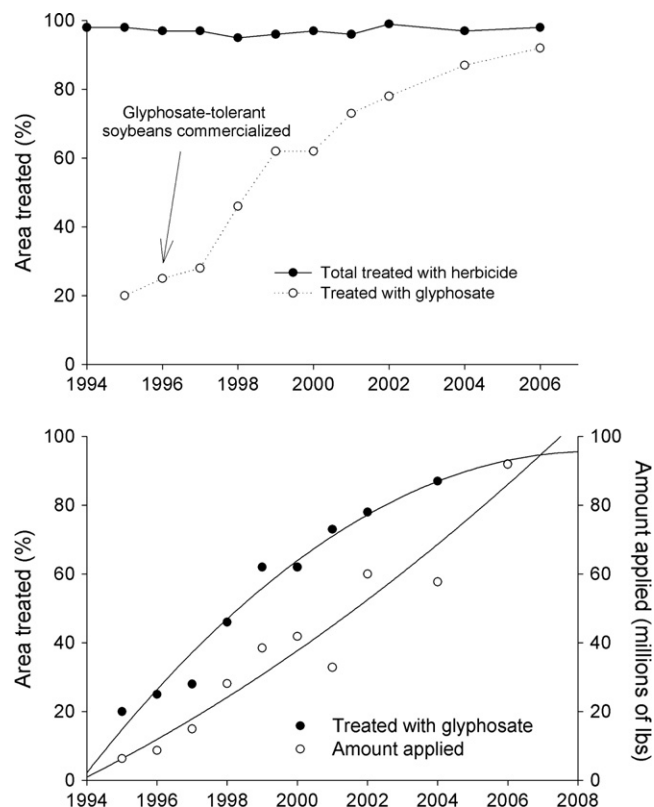 100
80
60
40
20
0
Area treated (%)
Glyphosate-tolerant
soybeans commercialized
Total treated with herbicide
Treated with glyphosate
1994 1996 1998 2000 2002 2004 2006
100
80
60
40
20
0
Area treated (%)
100
80
60
40
20
0
Amount applied (millions of lbs)
Treated with glyphosate
Amount applied
1994 1996 1998 2000 2002 2004 2006 2008